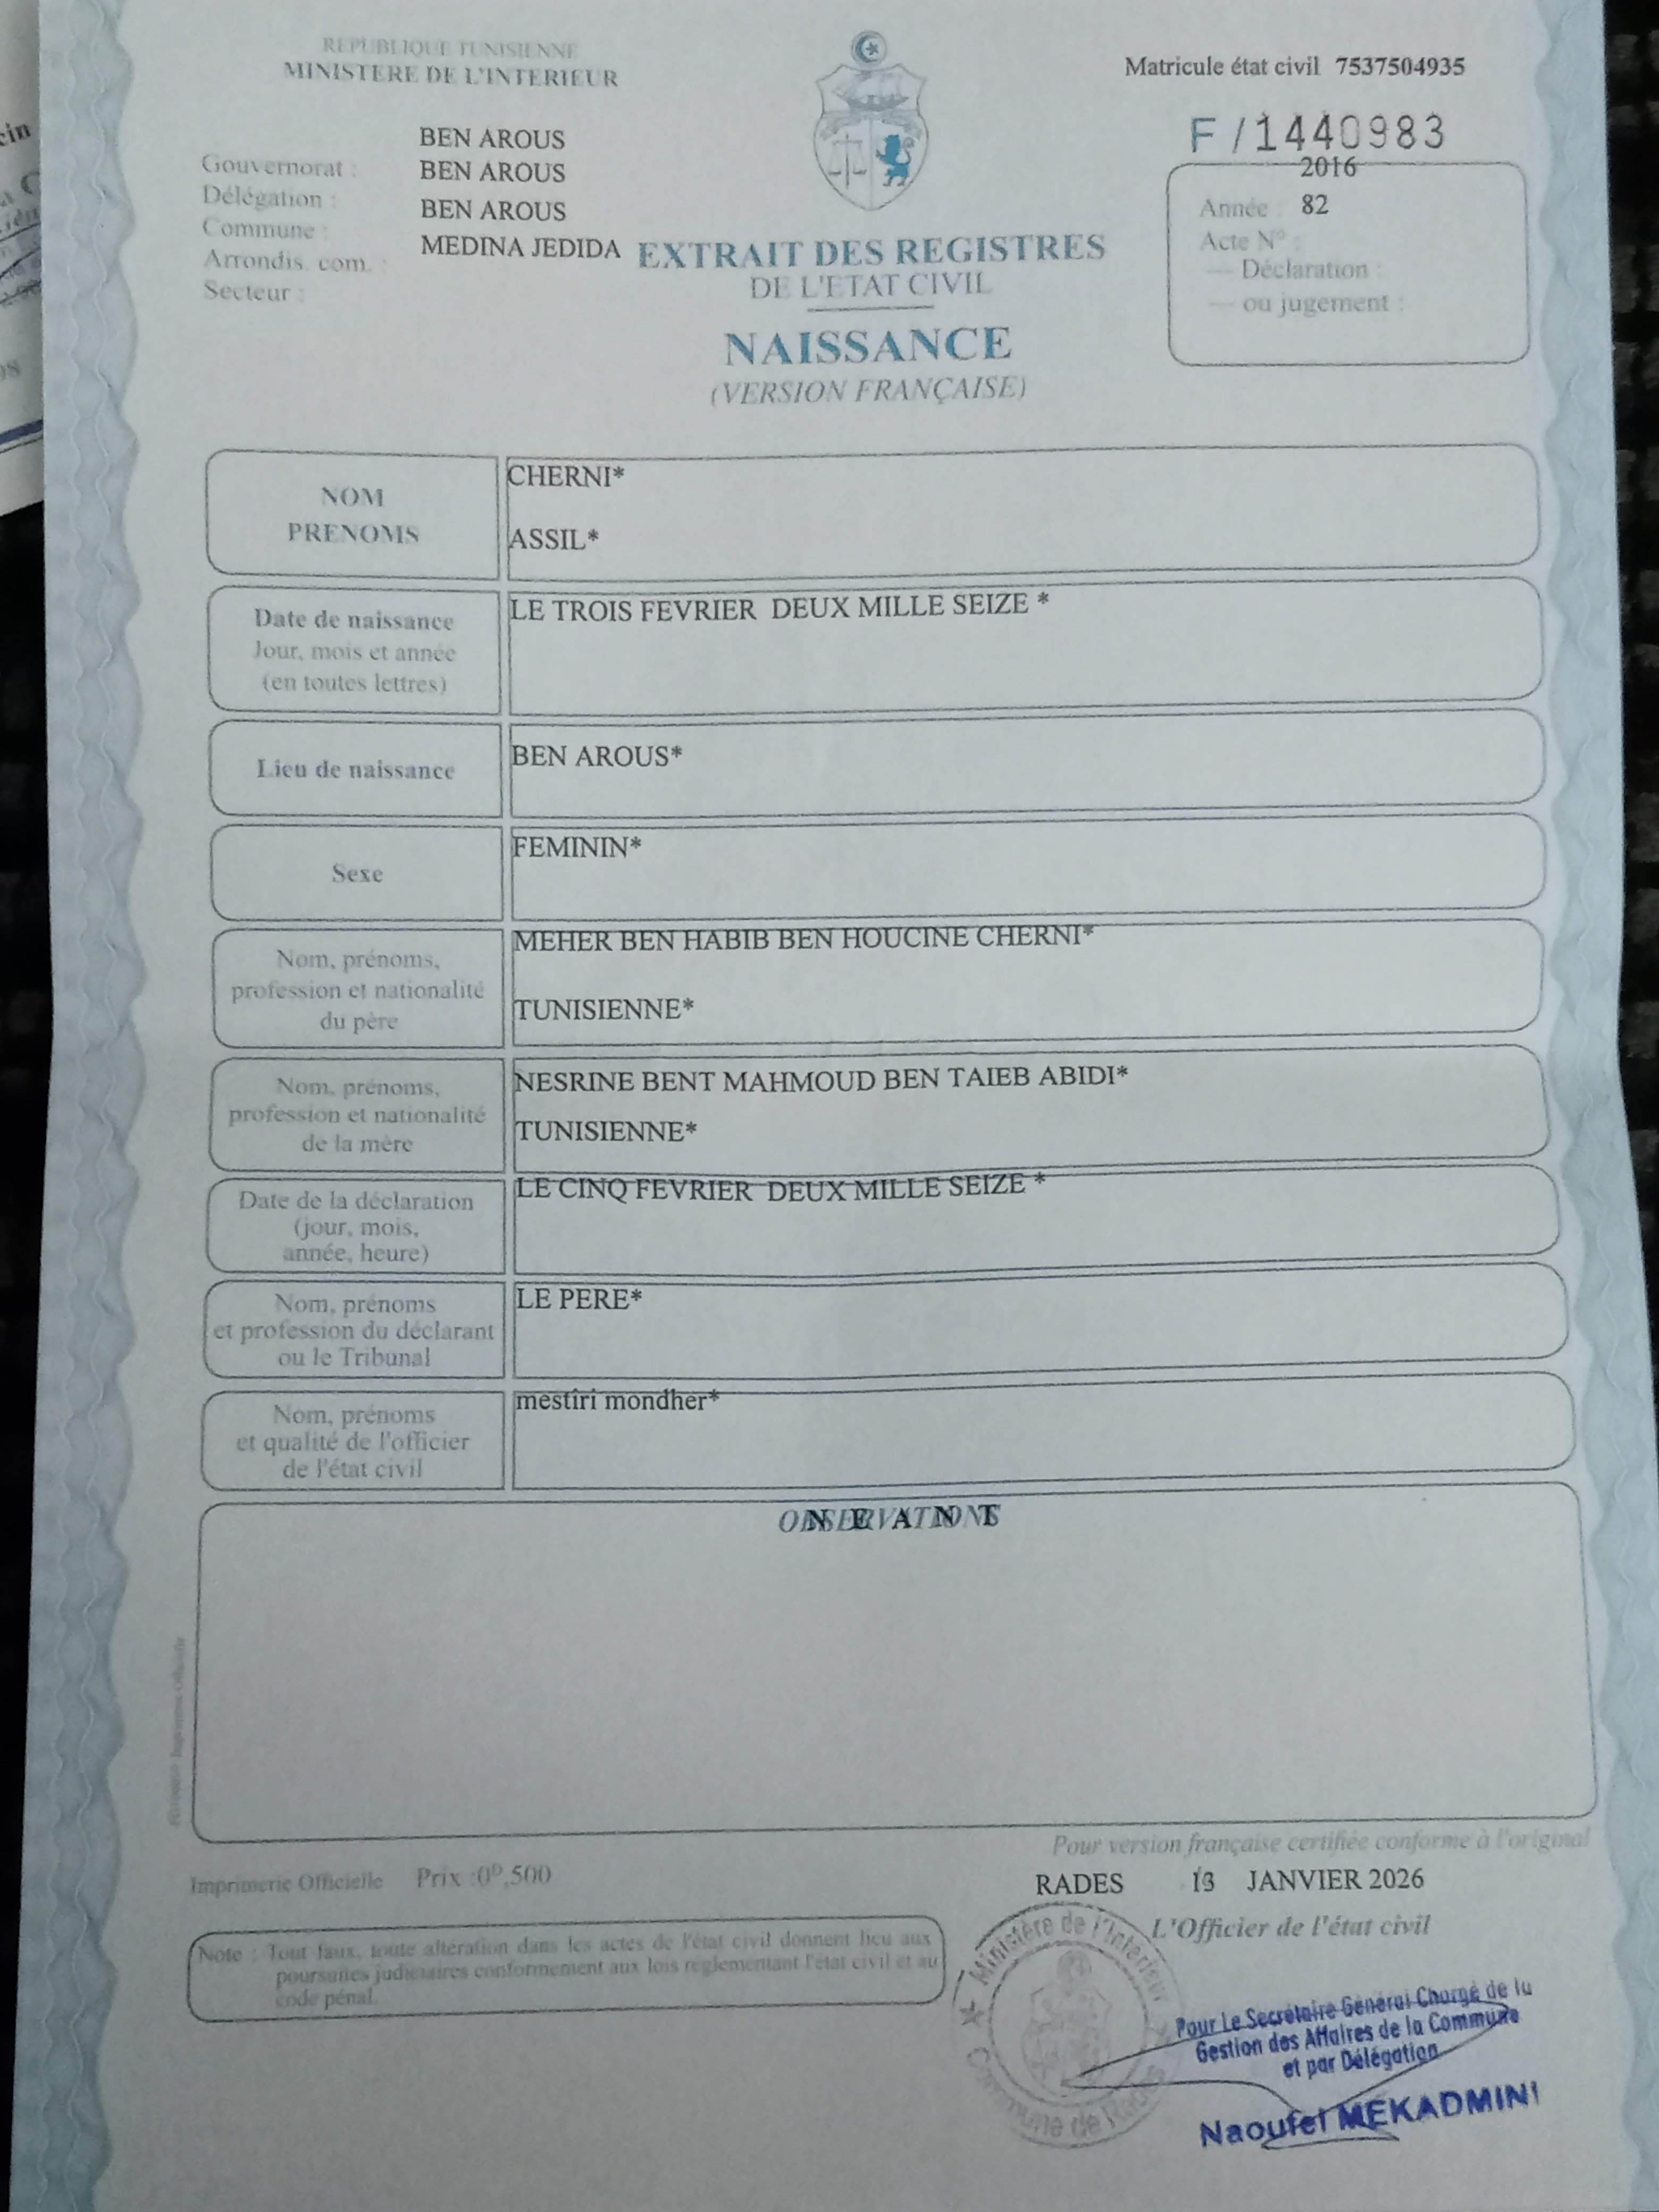 REPUBLIQUE TUNISIENNE
MINISTERE DE L'INTERIEUR
Matricule état civil 7537504935
F / 1440983
BEN AROUS
Gouvernorat : BEN AROUS
Délégation : BEN AROUS
Commune : MEDINA JEDIDA
Arrondis. com. :
Secteur :
2016
Année : 82
Acte N° :
— Déclaration :
— ou jugement :
EXTRAIT DES REGISTRES
DE L'ETAT CIVIL
NAISSANCE
(VERSION FRANÇAISE)
NOM
PRENOMS
CHERNI*
ASSIL*
Date de naissance
Jour, mois et année
(en toutes lettres)
LE TROIS FEVRIER DEUX MILLE SEIZE *
Lieu de naissance
BEN AROUS*
Sexe
FEMININ*
Nom, prénoms,
profession et nationalité
du père
MEHER BEN HABIB BEN HOUCINE CHERNI*
TUNISIENNE*
Nom, prénoms,
profession et nationalité
de la mère
NESRINE BENT MAHMOUD BEN TAIEB ABIDI*
TUNISIENNE*
Date de la déclaration
(jour, mois,
année, heure)
LE CINQ FEVRIER DEUX MILLE SEIZE *
Nom, prénoms
et profession du déclarant
ou le Tribunal
LE PERE*
Nom, prénoms
et qualité de l'officier
de l'état civil
mestiri mondher*
OBSERVATIONS
N E A N T
Pour version française certifiée conforme à l'original
Imprimerie Officielle Prix :0ᴰ,500
RADES 13 JANVIER 2026
L'Officier de l'état civil
Note : Tout faux, toute altération dans les actes de l'état civil donnent lieu aux
poursuites judiciaires conformement aux lois réglementant l'état civil et au
code pénal.
Ministère de l'Intérieur
Commune de Rades
Pour Le Secrétaire Général Chargé de la
Gestion des Affaires de la Commune
et par Délégation
Naoufel MEKADMINI